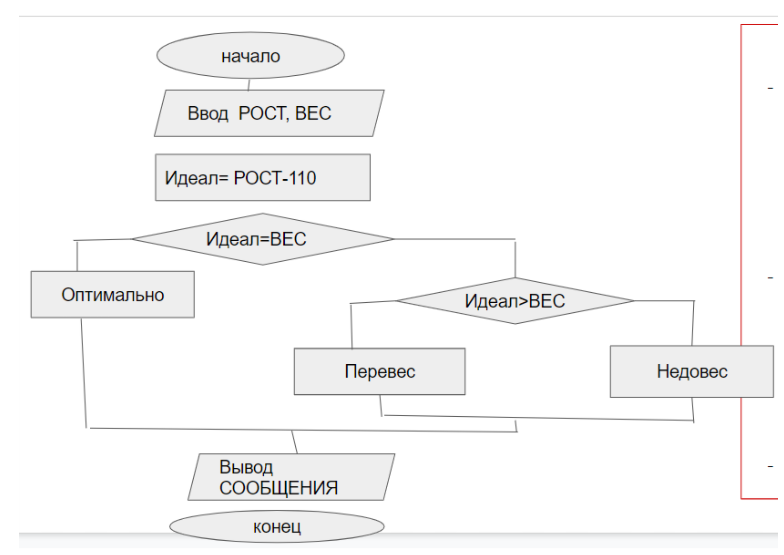 начало
Ввод РОСТ, ВЕС
Идеал= РОСТ-110
Идеал=ВЕС
Оптимально
Идеал>ВЕС
Перевес
Недовес
Вывод
СООБЩЕНИЯ
конец